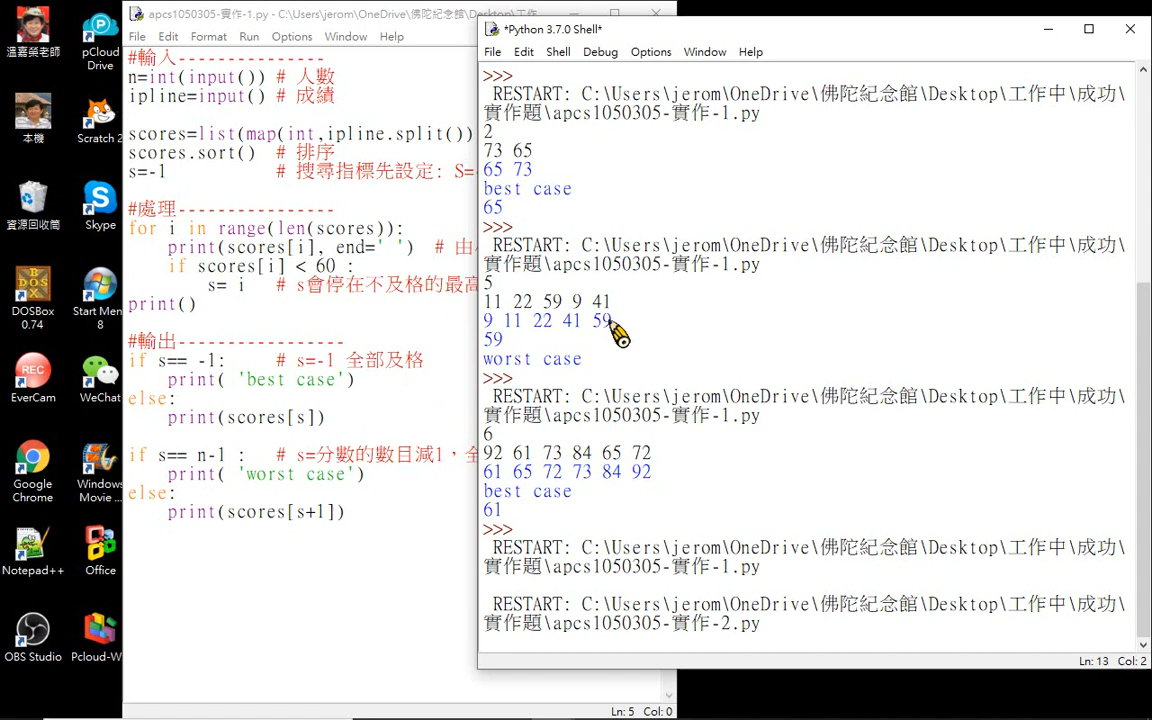 溫嘉榮老師
pCloud Drive
本機
Scratch 2
資源回收筒
Skype
DOSBox 0.74
Start Men 8
EverCam
WeChat
Google Chrome
Windows Movie ...
Notepad++
Office
OBS Studio
Pcloud-W
apcs1050305-實作-1.py - C:\Users\jerom\OneDrive\佛陀紀念館\Desktop\工作
File Edit Format Run Options Window Help
#輸入---------------
n=int(input()) # 人數
ipline=input() # 成績
scores=list(map(int,ipline.split())
scores.sort() # 排序
s=-1 # 搜尋指標先設定: S=
#處理----------------
for i in range(len(scores)):
print(scores[i], end=' ') # 由
if scores[i] < 60 :
s= i # s會停在不及格的最高
print()
#輸出-----------------
if s== -1: # s=-1 全部及格
print( 'best case')
else:
print(scores[s])
if s== n-1 : # s=分數的數目減1，全
print( 'worst case')
else:
print(scores[s+1])
Ln: 5 Col: 0
*Python 3.7.0 Shell*
File Edit Shell Debug Options Window Help
>>>
RESTART: C:\Users\jerom\OneDrive\佛陀紀念館\Desktop\工作中\成功\
實作題\apcs1050305-實作-1.py
2
73 65
65 73
best case
65
>>>
RESTART: C:\Users\jerom\OneDrive\佛陀紀念館\Desktop\工作中\成功\
實作題\apcs1050305-實作-1.py
5
11 22 59 9 41
9 11 22 41 59
59
worst case
>>>
RESTART: C:\Users\jerom\OneDrive\佛陀紀念館\Desktop\工作中\成功\
實作題\apcs1050305-實作-1.py
6
92 61 73 84 65 72
61 65 72 73 84 92
best case
61
>>>
RESTART: C:\Users\jerom\OneDrive\佛陀紀念館\Desktop\工作中\成功\
實作題\apcs1050305-實作-1.py
RESTART: C:\Users\jerom\OneDrive\佛陀紀念館\Desktop\工作中\成功\
實作題\apcs1050305-實作-2.py
Ln: 13 Col: 2